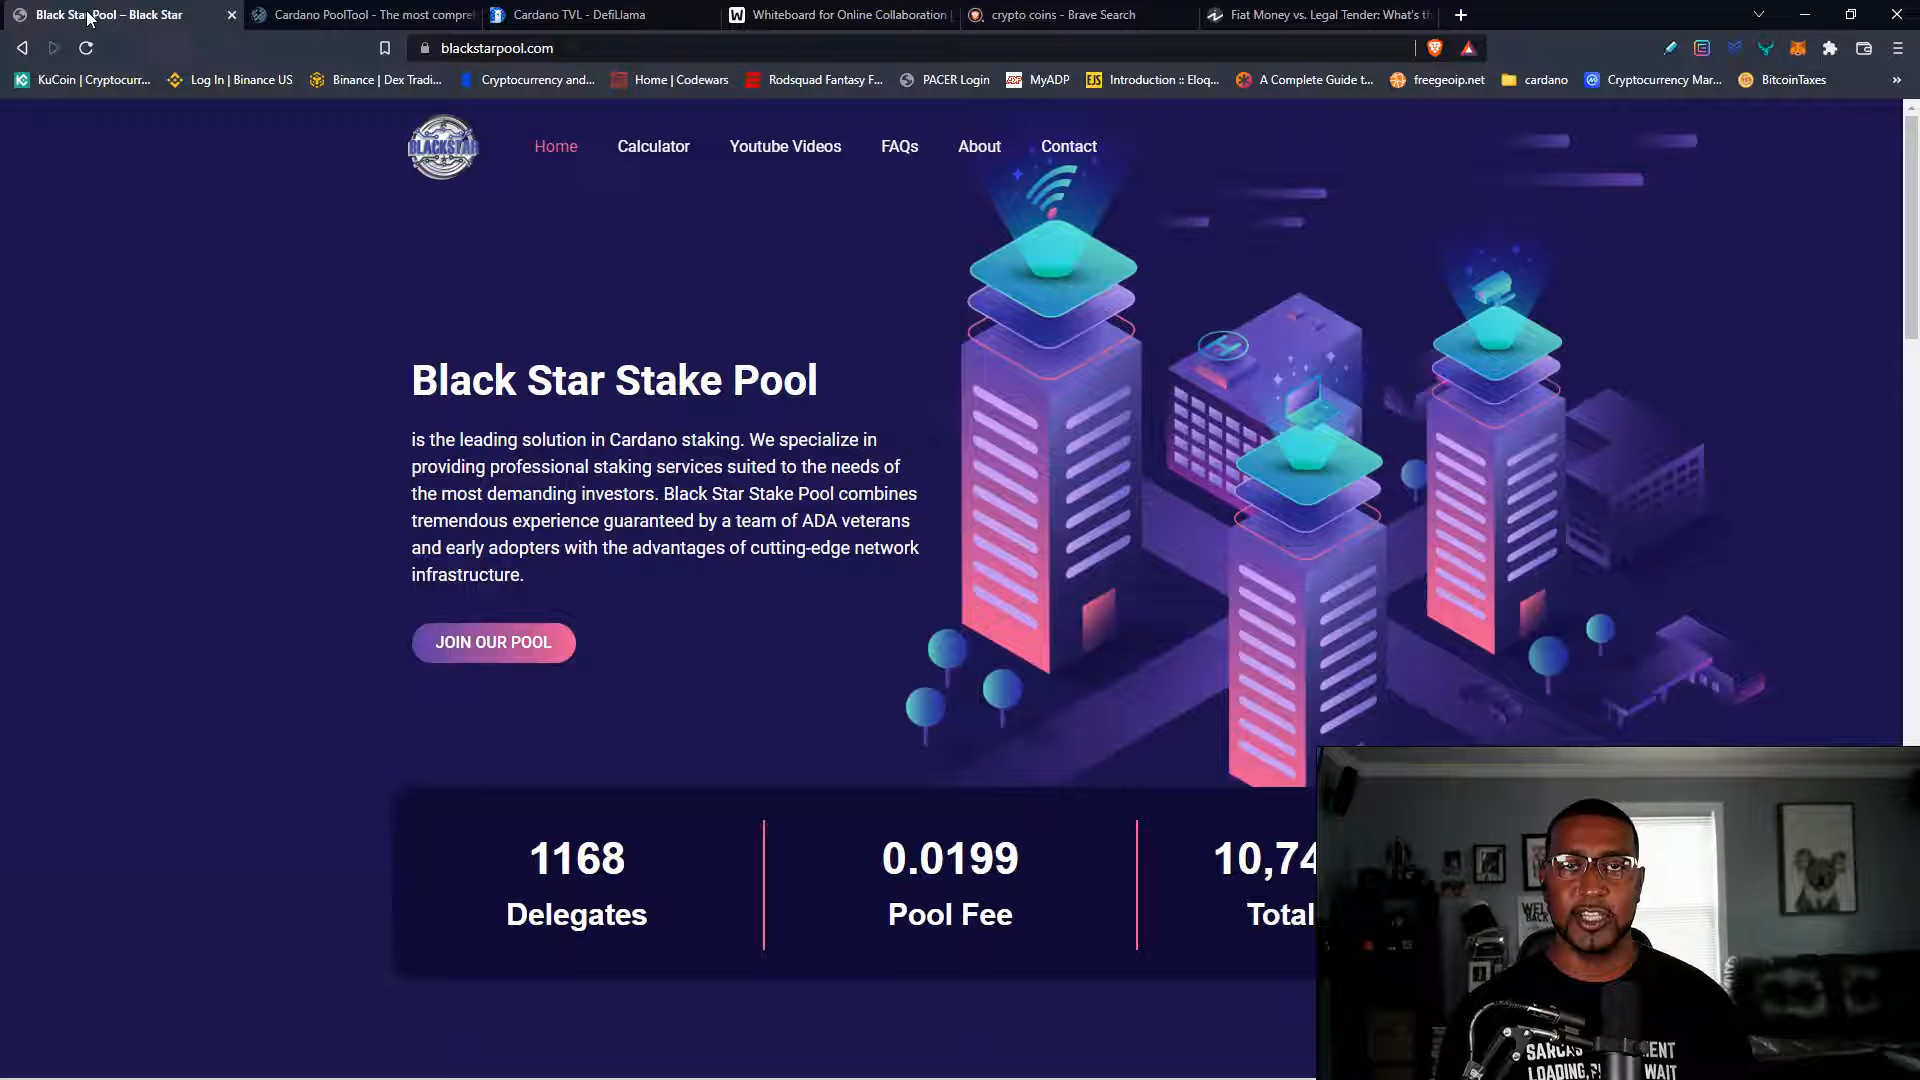 Black Star Pool – Black Star
Cardano PoolTool - The most compre
Cardano TVL - DefiLlama
Whiteboard for Online Collaboration
crypto coins - Brave Search
Fiat Money vs. Legal Tender: What's t
blackstarpool.com
KuCoin | Cryptocurr...
Log In | Binance US
Binance | Dex Tradi...
Cryptocurrency and...
Home | Codewars
Rodsquad Fantasy F...
PACER Login
MyADP
Introduction :: Eloq...
A Complete Guide t...
freegeoip.net
cardano
Cryptocurrency Mar...
BitcoinTaxes
BLACKSTAR
Home
Calculator
Youtube Videos
FAQs
About
Contact
Black Star Stake Pool
is the leading solution in Cardano staking. We specialize in
providing professional staking services suited to the needs of
the most demanding investors. Black Star Stake Pool combines
tremendous experience guaranteed by a team of ADA veterans
and early adopters with the advantages of cutting-edge network
infrastructure.
JOIN OUR POOL
H
1168
Delegates
0.0199
Pool Fee
10,74
Total